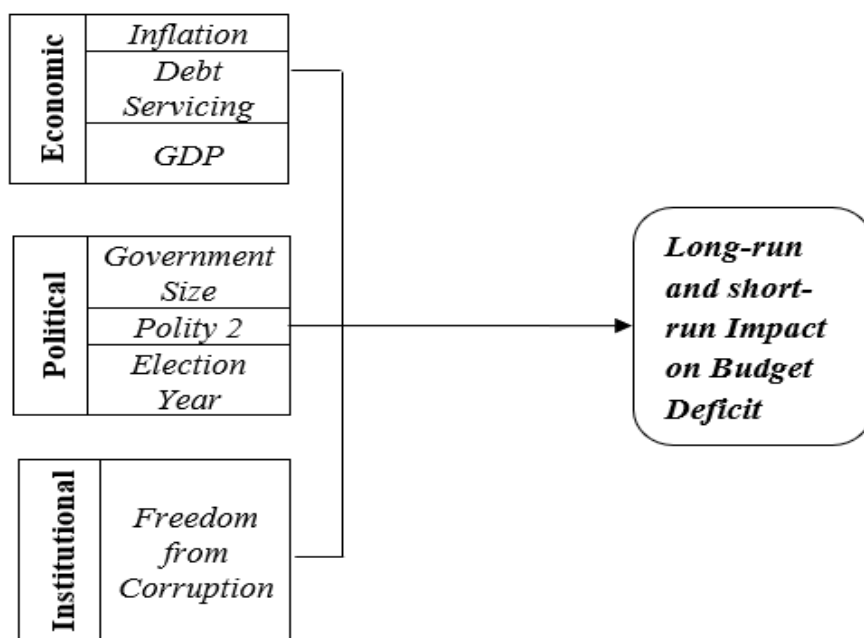 Economic
Inflation
Debt
Servicing
GDP
Political
Government
Size
Polity 2
Election
Year
Institutional
Freedom
from
Corruption
Long-run
and short-
run Impact
on Budget
Deficit